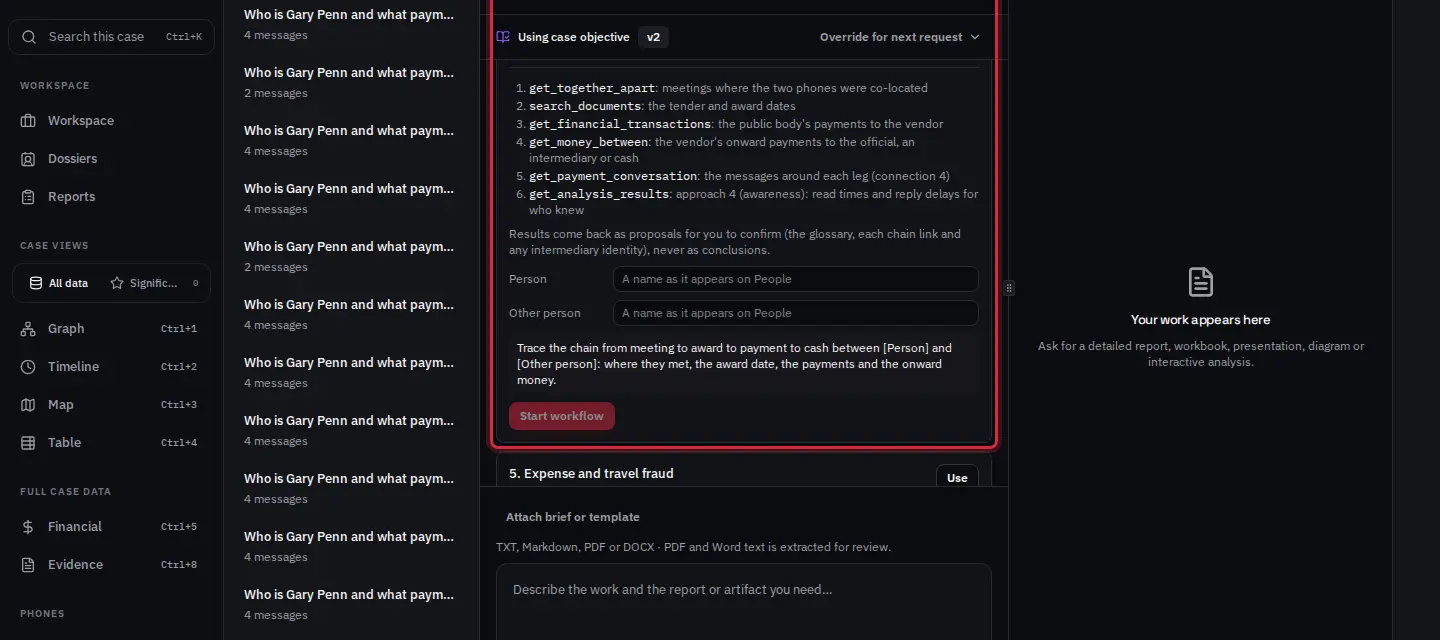 Search this case Ctrl+K
WORKSPACE
Workspace
Dossiers
Reports
CASE VIEWS
All data
Signific... 0
Graph Ctrl+1
Timeline Ctrl+2
Map Ctrl+3
Table Ctrl+4
FULL CASE DATA
Financial Ctrl+5
Evidence Ctrl+8
PHONES
Who is Gary Penn and what paym...
4 messages
Who is Gary Penn and what paym...
2 messages
Who is Gary Penn and what paym...
4 messages
Who is Gary Penn and what paym...
4 messages
Who is Gary Penn and what paym...
2 messages
Who is Gary Penn and what paym...
4 messages
Who is Gary Penn and what paym...
4 messages
Who is Gary Penn and what paym...
4 messages
Who is Gary Penn and what paym...
4 messages
Who is Gary Penn and what paym...
4 messages
Who is Gary Penn and what paym...
4 messages
Using case objective v2 Override for next request
1. get_together_apart: meetings where the two phones were co-located
2. search_documents: the tender and award dates
3. get_financial_transactions: the public body's payments to the vendor
4. get_money_between: the vendor's onward payments to the official, an
intermediary or cash
5. get_payment_conversation: the messages around each leg (connection 4)
6. get_analysis_results: approach 4 (awareness): read times and reply delays for
who knew
Results come back as proposals for you to confirm (the glossary, each chain link and
any intermediary identity), never as conclusions.
Person A name as it appears on People
Other person A name as it appears on People
Trace the chain from meeting to award to payment to cash between [Person] and
[Other person]: where they met, the award date, the payments and the onward
money.
Start workflow
5. Expense and travel fraud Use
Attach brief or template
TXT, Markdown, PDF or DOCX · PDF and Word text is extracted for review.
Describe the work and the report or artifact you need...
Your work appears here
Ask for a detailed report, workbook, presentation, diagram or
interactive analysis.